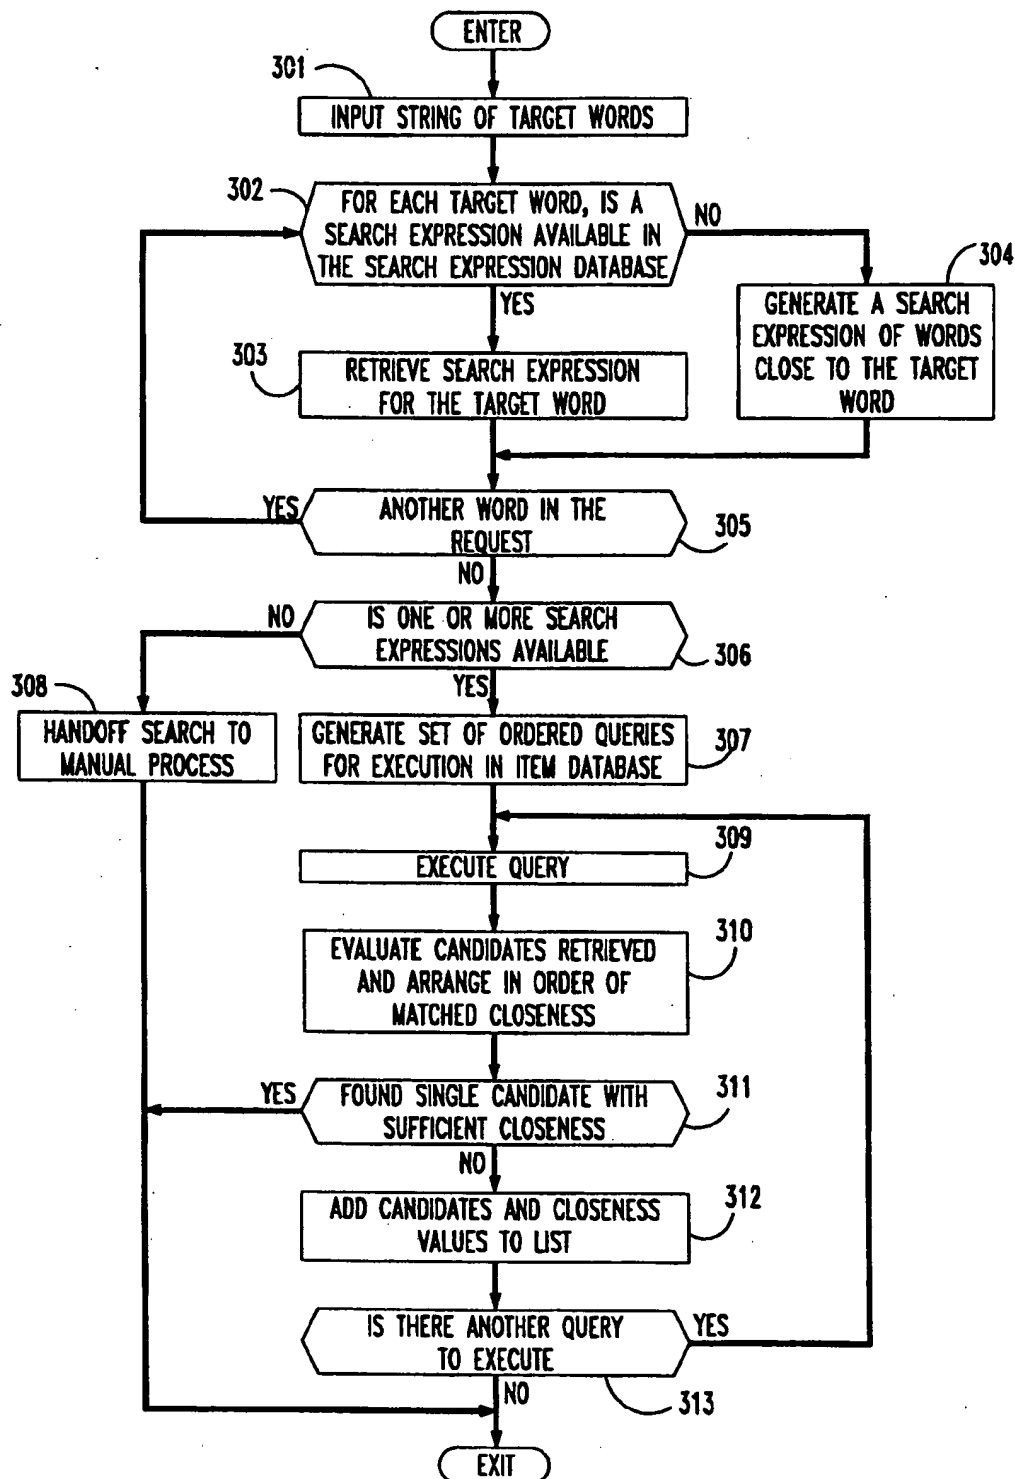 ENTER
301
INPUT STRING OF TARGET WORDS
302
FOR EACH TARGET WORD, IS A
SEARCH EXPRESSION AVAILABLE IN
THE SEARCH EXPRESSION DATABASE
NO
304
YES
GENERATE A SEARCH
EXPRESSION OF WORDS
CLOSE TO THE TARGET
WORD
303
RETRIEVE SEARCH EXPRESSION
FOR THE TARGET WORD
YES
ANOTHER WORD IN THE
REQUEST
305
NO
NO
IS ONE OR MORE SEARCH
EXPRESSIONS AVAILABLE
306
YES
308
HANDOFF SEARCH TO
MANUAL PROCESS
GENERATE SET OF ORDERED QUERIES
FOR EXECUTION IN ITEM DATABASE
307
309
EXECUTE QUERY
310
EVALUATE CANDIDATES RETRIEVED
AND ARRANGE IN ORDER OF
MATCHED CLOSENESS
YES
FOUND SINGLE CANDIDATE WITH
SUFFICIENT CLOSENESS
311
NO
312
ADD CANDIDATES AND CLOSENESS
VALUES TO LIST
IS THERE ANOTHER QUERY
TO EXECUTE
YES
NO
313
EXIT